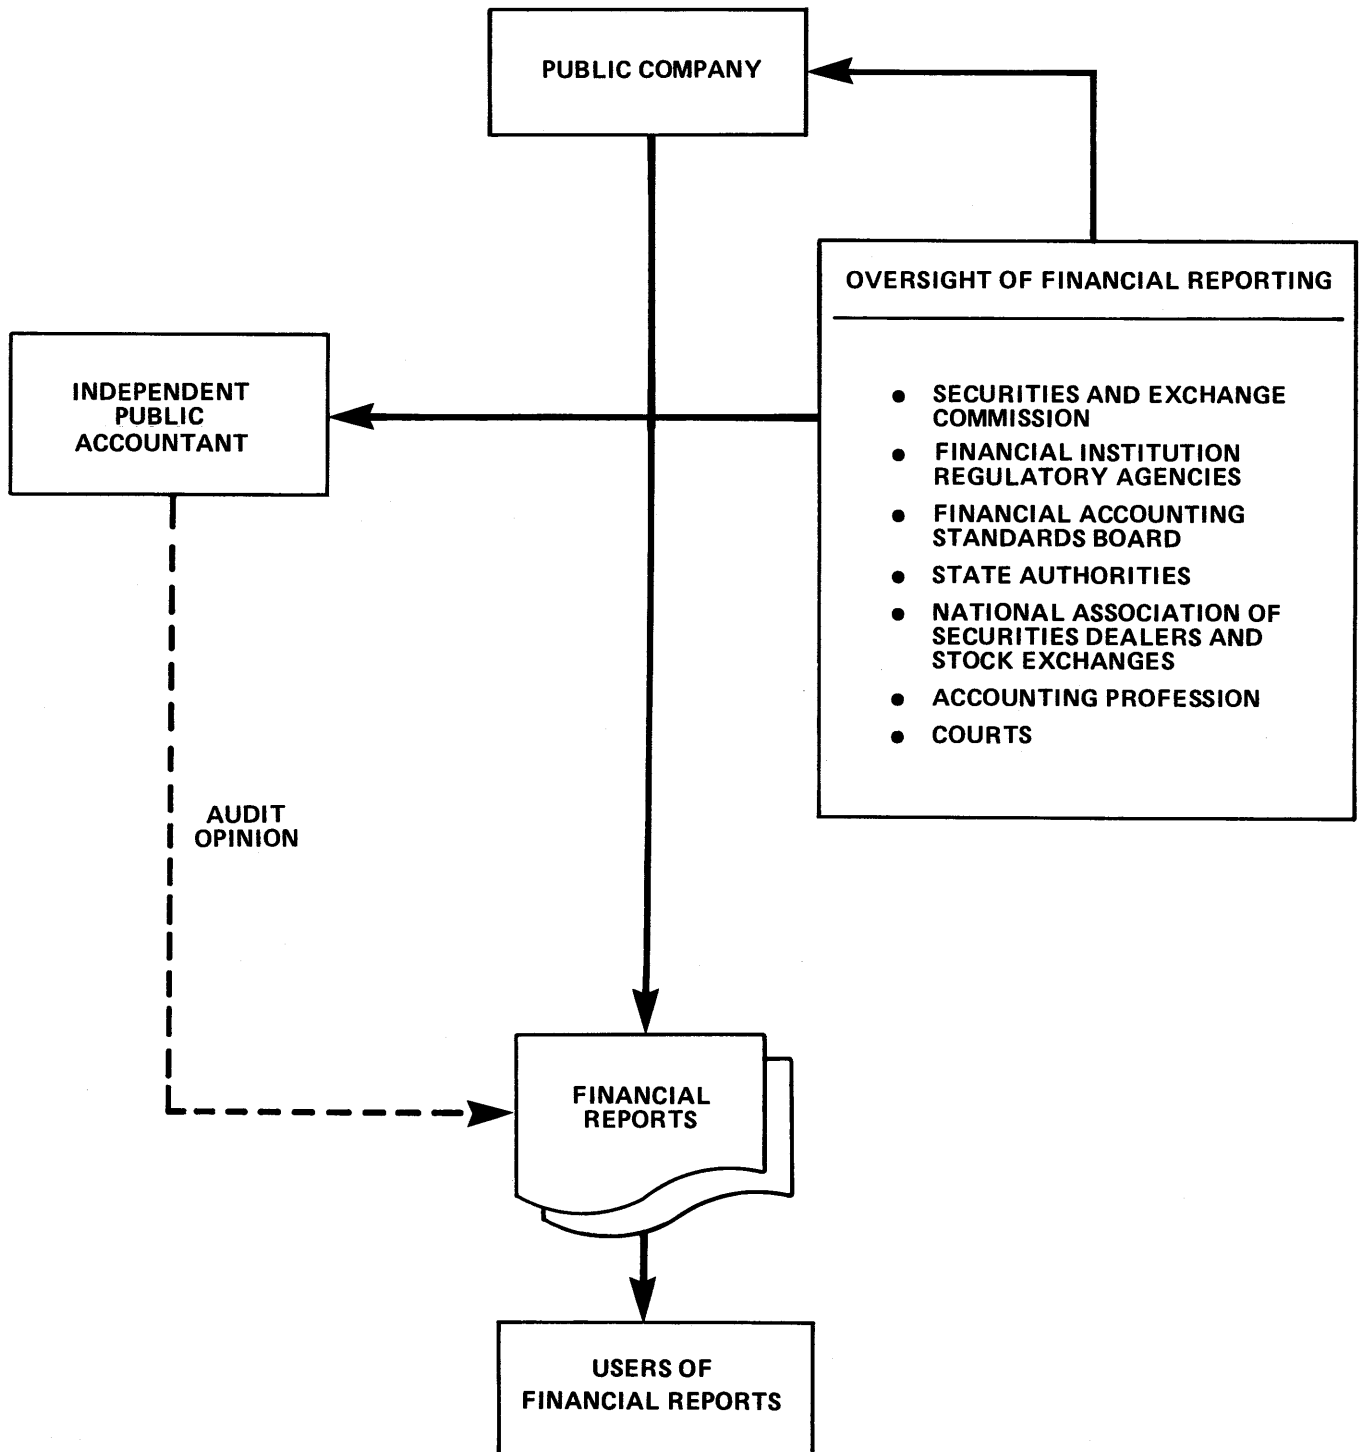 PUBLIC COMPANY
OVERSIGHT OF FINANCIAL REPORTING
INDEPENDENT
PUBLIC
ACCOUNTANT
● SECURITIES AND EXCHANGE
COMMISSION
● FINANCIAL INSTITUTION
REGULATORY AGENCIES
● FINANCIAL ACCOUNTING
STANDARDS BOARD
● STATE AUTHORITIES
● NATIONAL ASSOCIATION OF
SECURITIES DEALERS AND
STOCK EXCHANGES
● ACCOUNTING PROFESSION
● COURTS
AUDIT
OPINION
FINANCIAL
REPORTS
USERS OF
FINANCIAL REPORTS